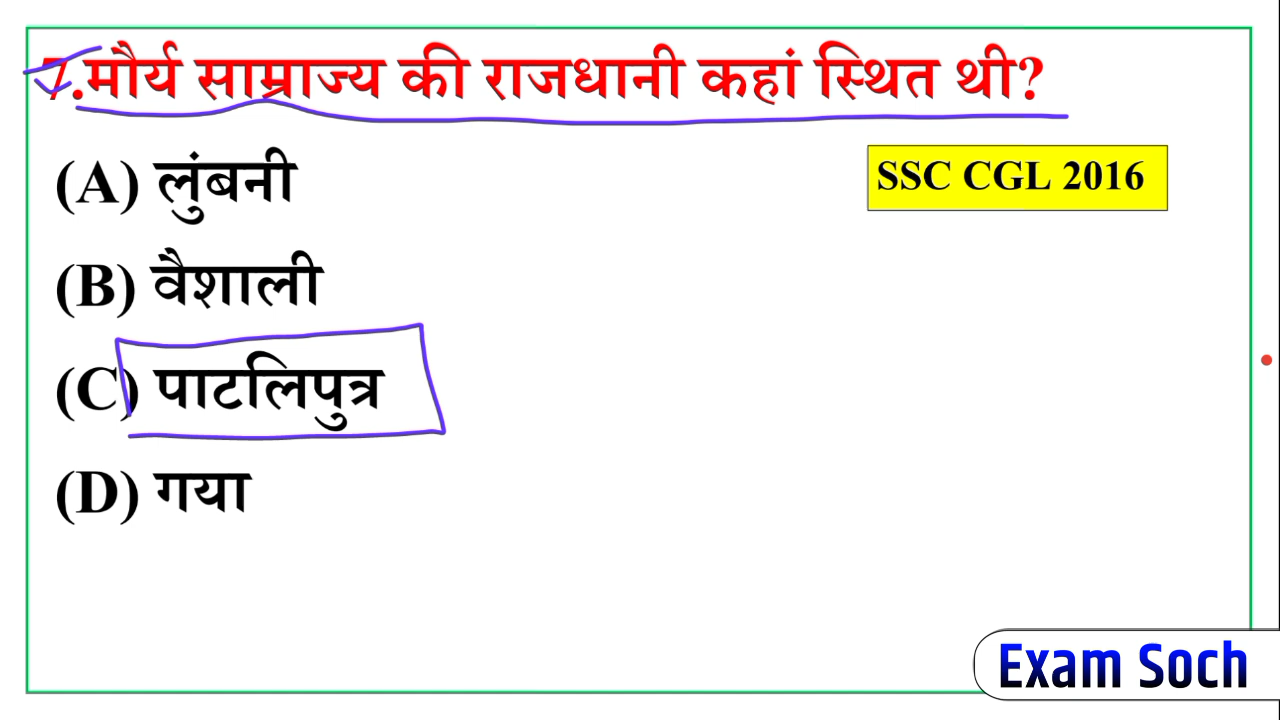 7.मौर्य साम्राज्य की राजधानी कहां स्थित थी?
(A) लुंबनी
SSC CGL 2016
(B) वैशाली
(C) पाटलिपुत्र
(D) गया
Exam Soch